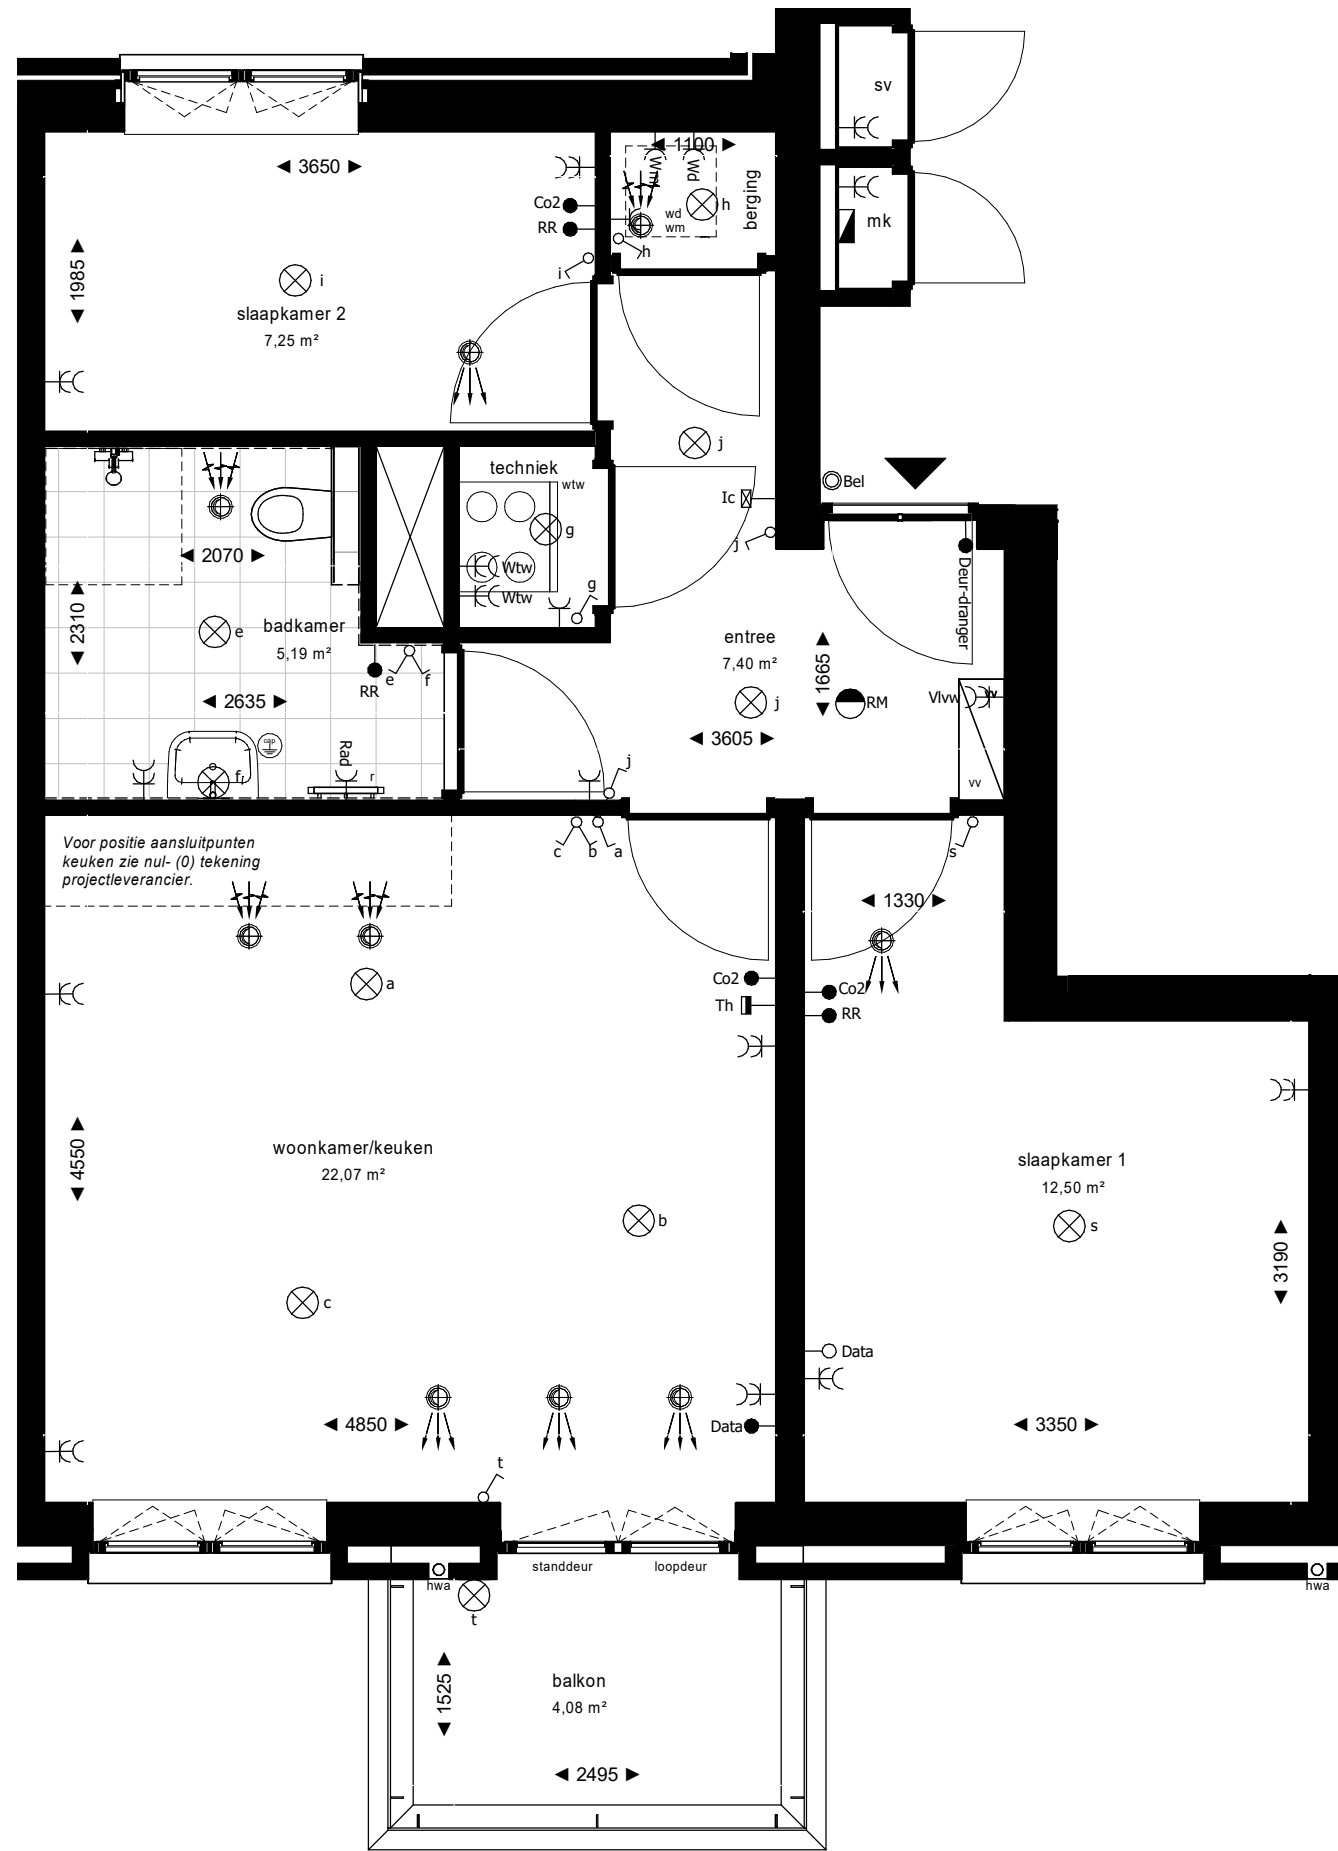 sv
mk
3650
1100
Wm
Wd
wd
wm
h
h
berging
Co2
RR
i
1985
i
slaapkamer 2
7,25 m²
j
techniek
wtw
g
Wtw
Wtw
g
Ic
j
Bel
Deur-dranger
2070
2310
e
badkamer
5,19 m²
RR
e
f
2635
cap
f
Rad
r
entree
7,40 m²
j
1665
RM
3605
Vlvw
vv
j
Voor positie aansluitpunten
keuken zie nul- (0) tekening
projectleverancier.
c
b
a
s
1330
a
Co2
Th
Co2
RR
4550
woonkamer/keuken
22,07 m²
b
c
slaapkamer 1
12,50 m²
s
3190
Data
4850
Data
3350
t
standdeur
loopdeur
hwa
hwa
t
1525
balkon
4,08 m²
2495